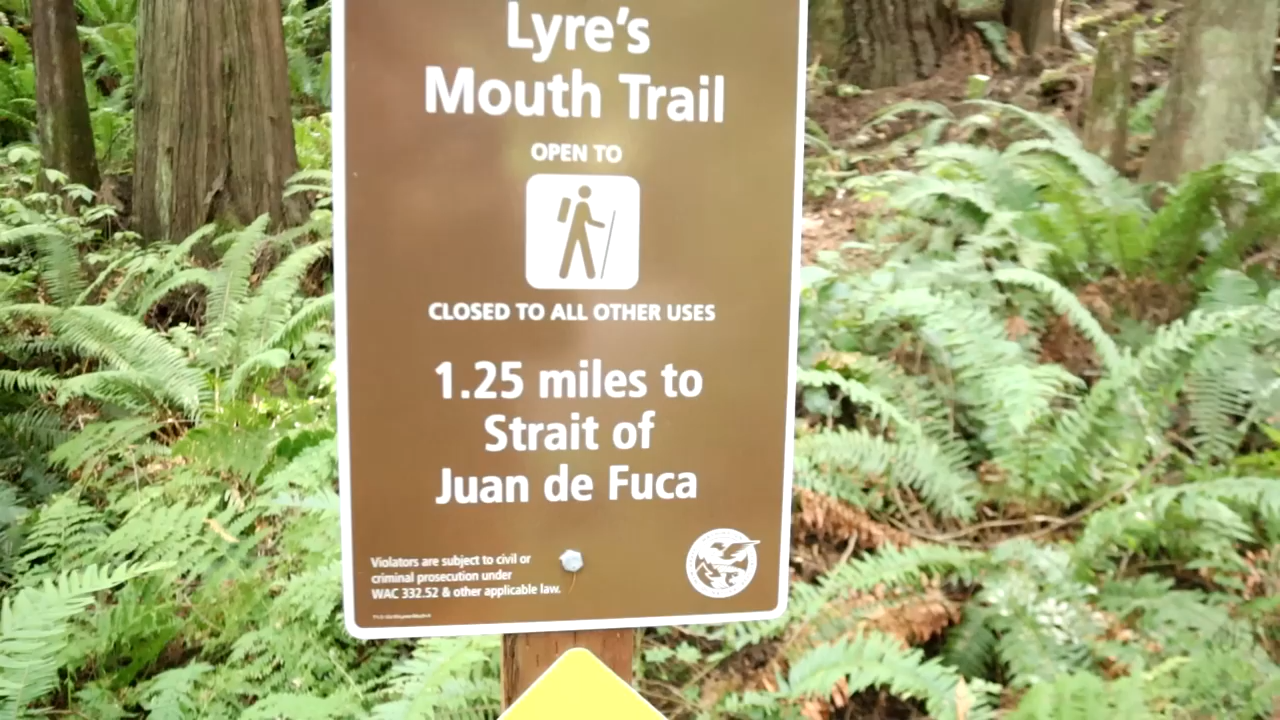 Lyre's
Mouth Trail
OPEN TO
CLOSED TO ALL OTHER USES
1.25 miles to
Strait of
Juan de Fuca
Violators are subject to civil or
criminal prosecution under
WAC 332.52 & other applicable law.